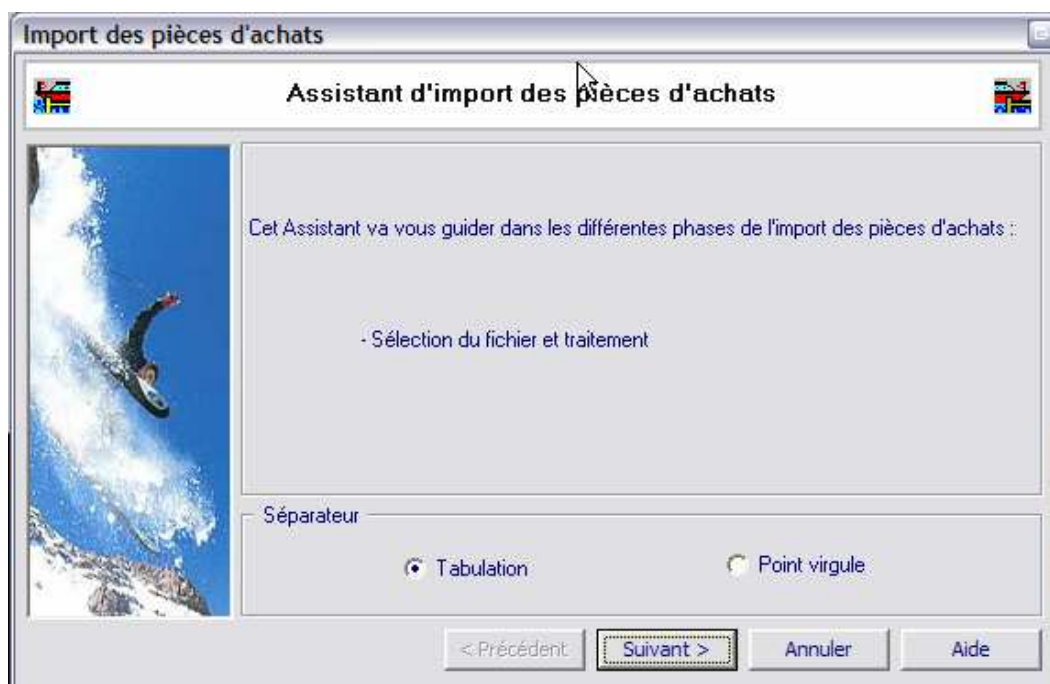 Import des pièces d'achats
Assistant d'import des pièces d'achats
Cet Assistant va vous guider dans les différentes phases de l'import des pièces d'achats :
- Sélection du fichier et traitement
Séparateur
Tabulation
Point virgule
< Précédent
Suivant >
Annuler
Aide